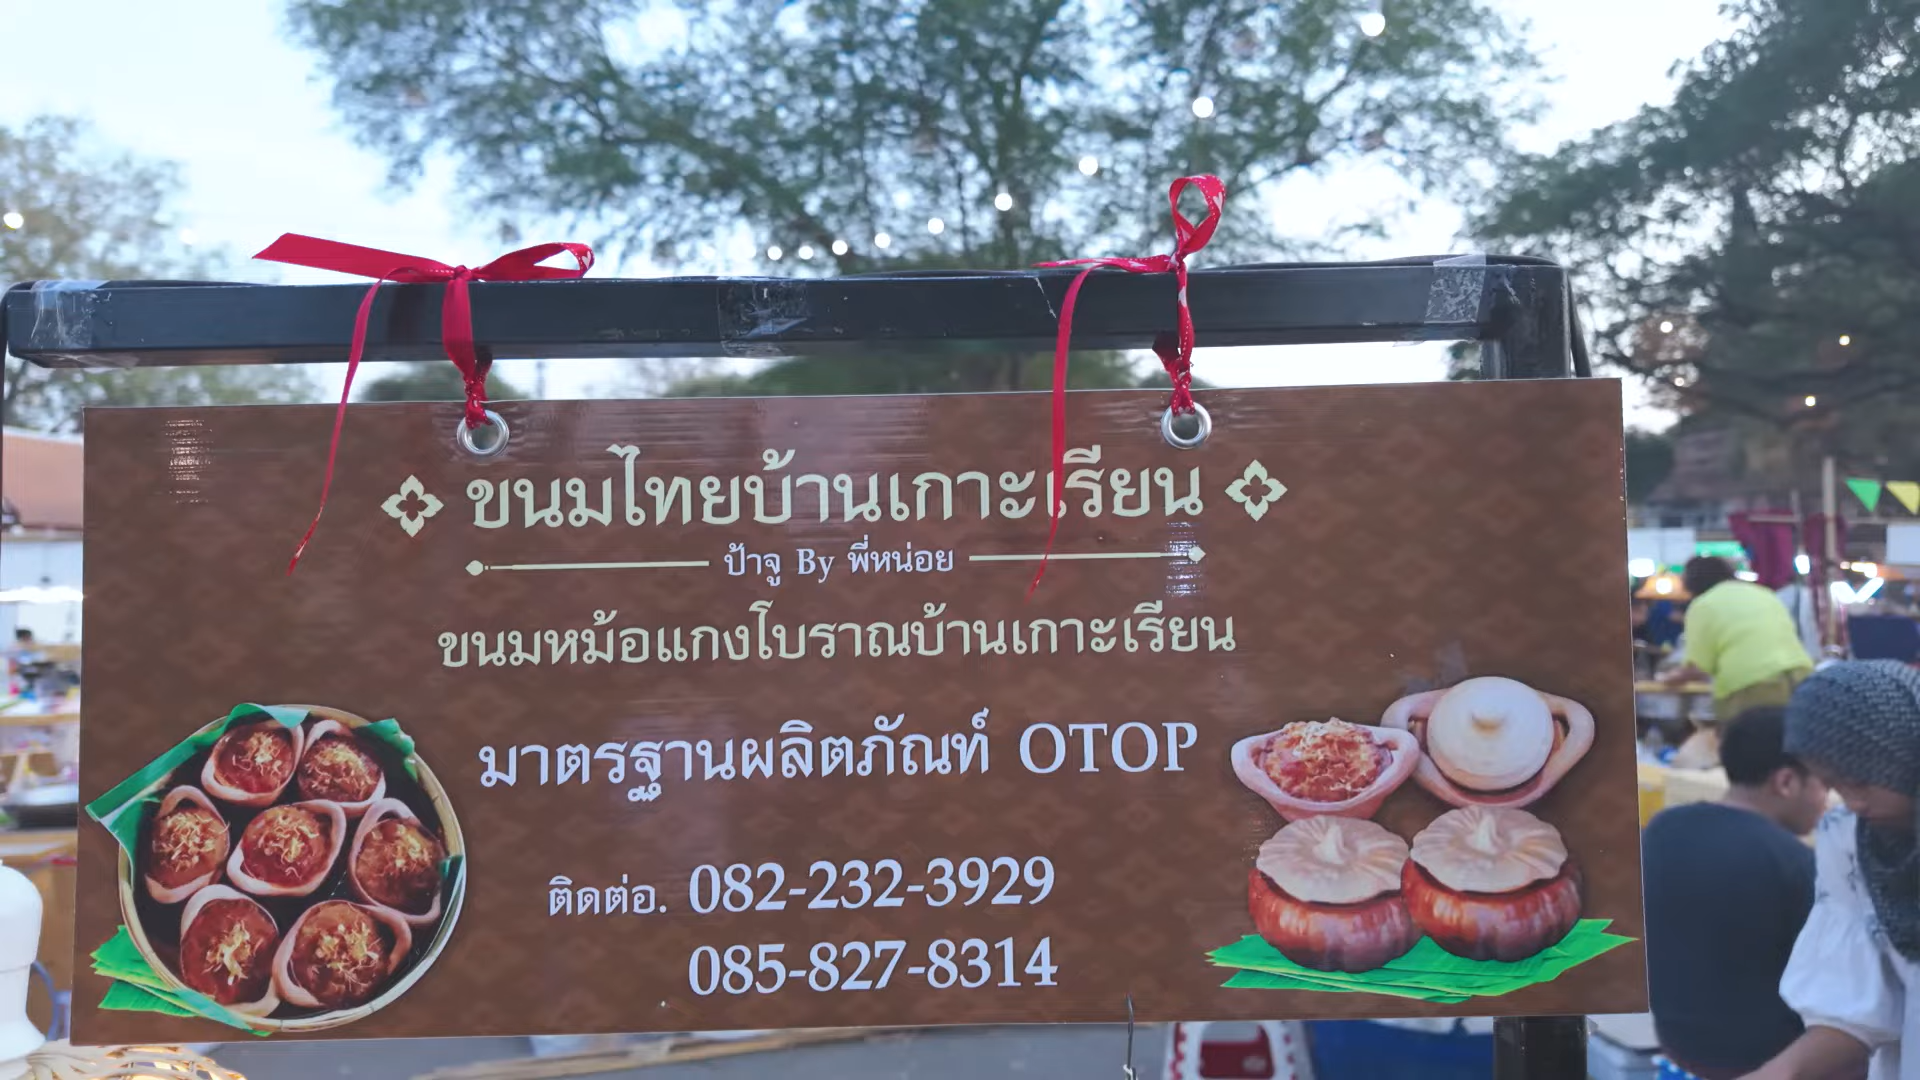 ขนมไทยบ้านเกาะเรียน
ป้าจู By พี่หน่อย
ขนมหม้อแกงโบราณบ้านเกาะเรียน
มาตรฐานผลิตภัณฑ์ OTOP
ติดต่อ. 082-232-3929
085-827-8314